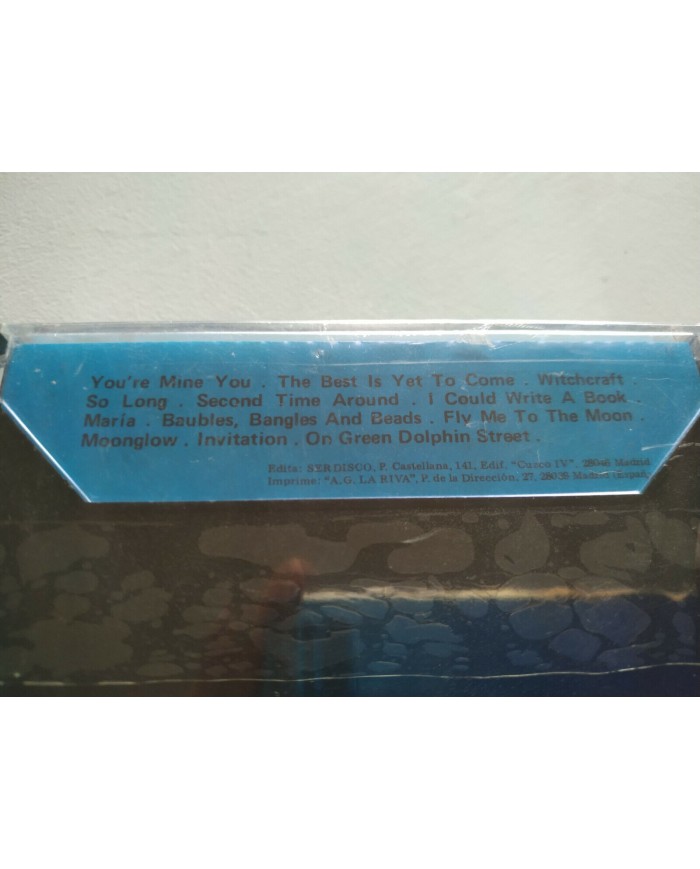 You're Mine You . The Best Is Yet To Come . Witchcraft .
So Long . Second Time Around . I Could Write A Book .
María . Baubles, Bangles And Beads . Fly Me To The Moon .
Moonglow . Invitation . On Green Dolphin Street .
Edita: SERDISCO, P. Castellana, 141, Edif. "Cuzco IV". 28046 Madrid
Imprime: "A.G. LA RIVA", P. de la Dirección, 27, 28039 Madrid